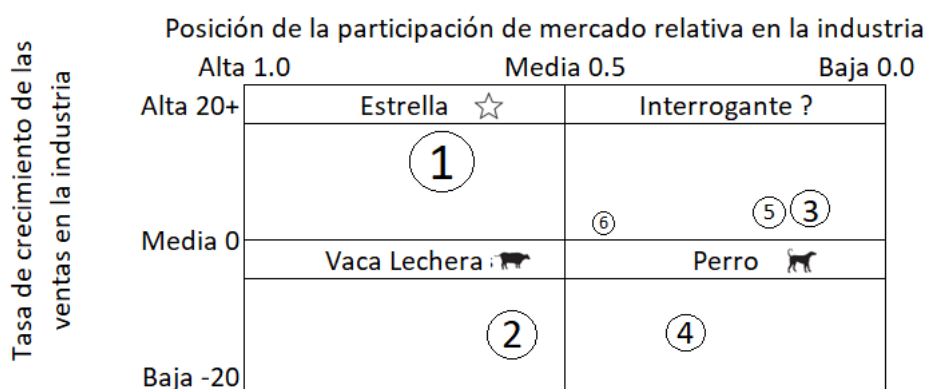 Posición de la participación de mercado relativa en la industria
Alta 1.0 Media 0.5 Baja 0.0
Tasa de crecimiento de las
ventas en la industria
Alta 20+ Estrella Interrogante ?
1
6 5 3
Media 0
Vaca Lechera Perro
2 4
Baja -20